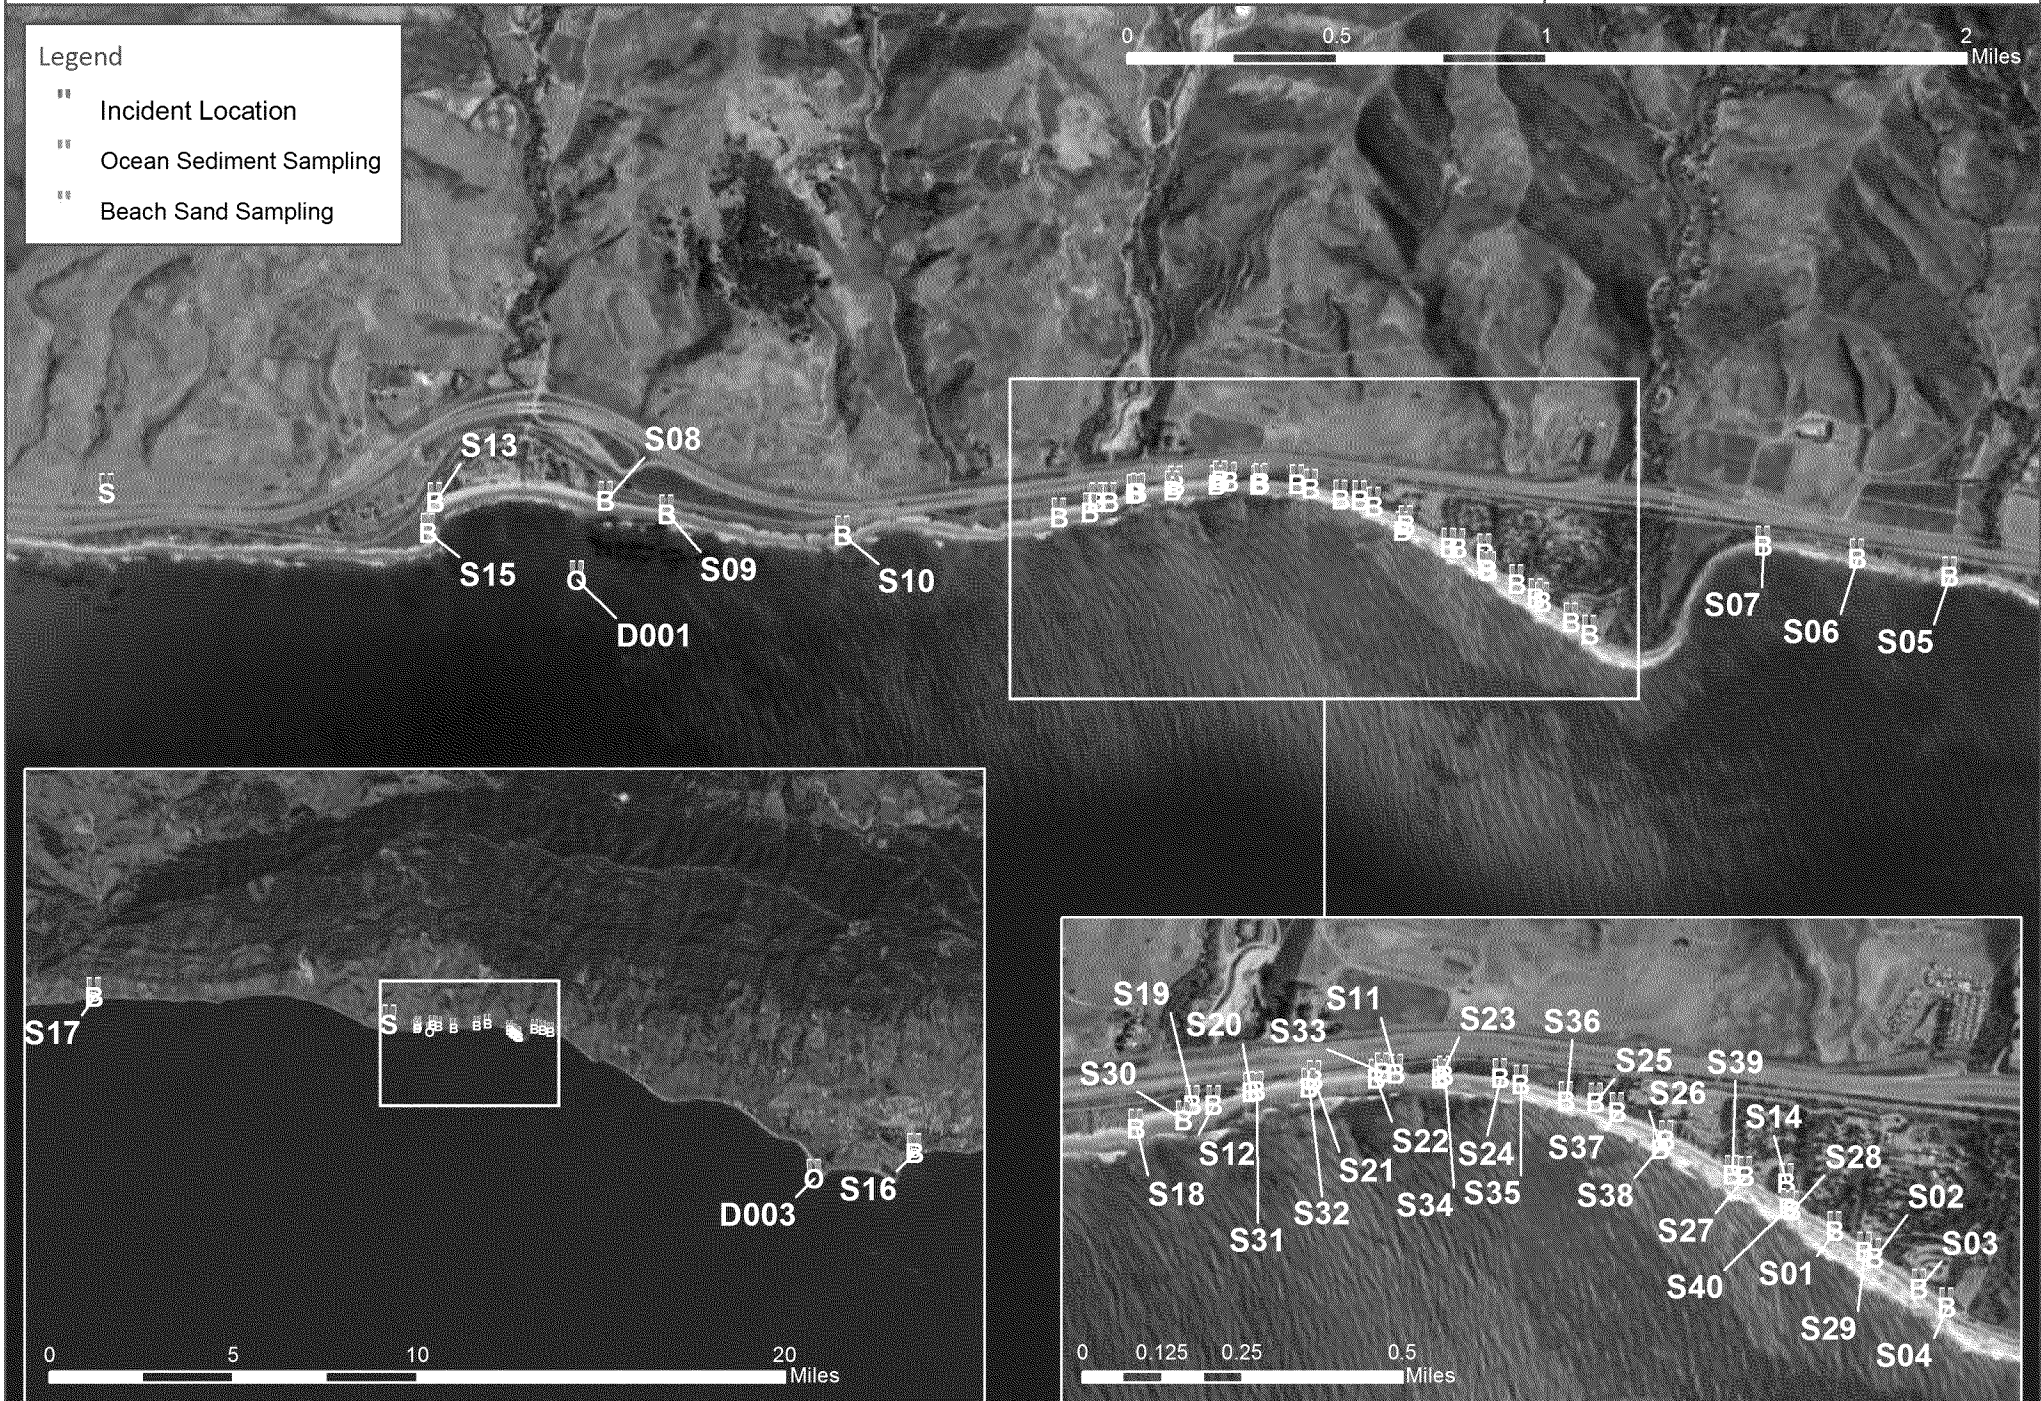 Legend
Incident Location
Ocean Sediment Sampling
Beach Sand Sampling
0 0.5 1 2
Miles
S13
S08
S
B
B
B
B
S15
S09
B
S10
O
D001
B B B B B B B B B B B B B B B B B B B B B B B
B B B
S07
S06
S05
B
S17
S
B B B B B B B
O
D003
S16
B
0 5 10 20
Miles
S19
S11
S20
S33
S23
S36
S30
S25
S39
S26
S14
S12
S22
S24
S37
S28
S18
S21
S32
S34
S35
S38
S02
S31
S27
S03
S40
S01
S29
S04
0 0.125 0.25 0.5
Miles